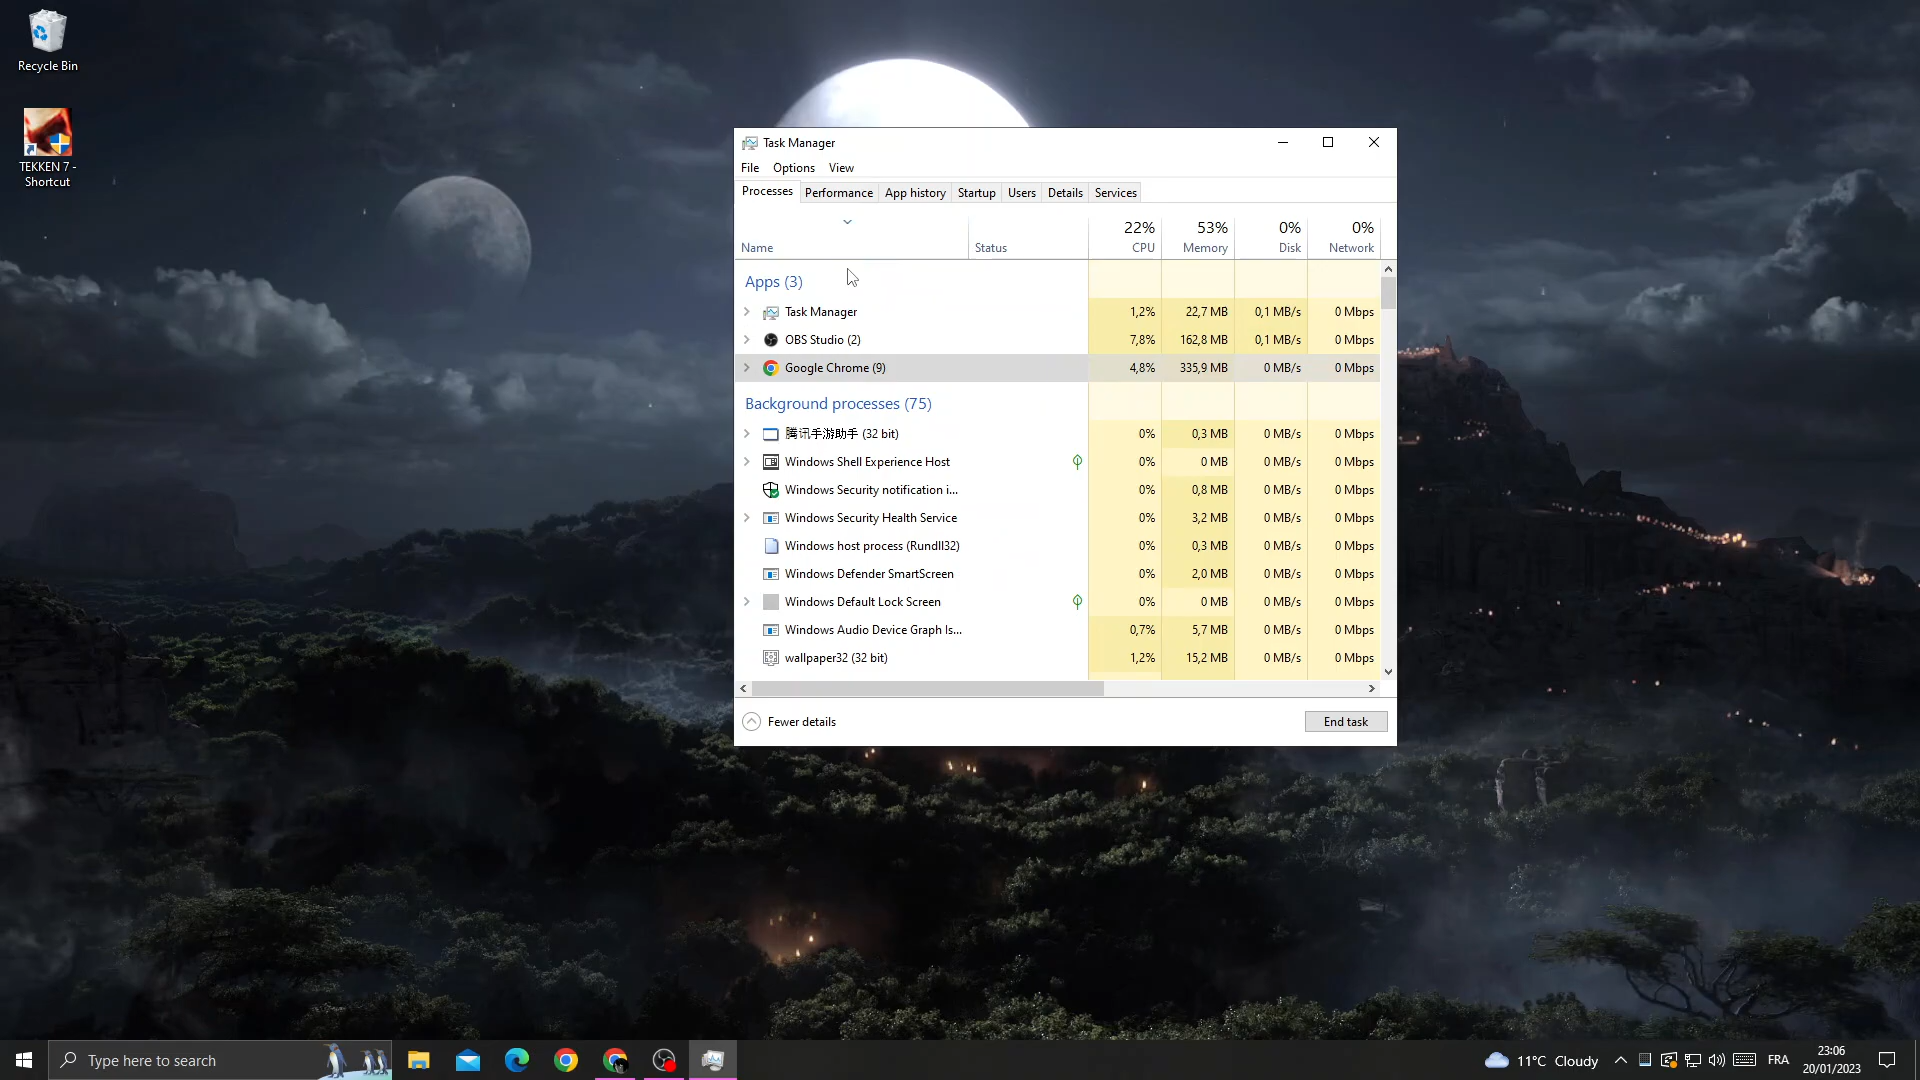 Recycle Bin
TEKKEN 7 -
Shortcut
Task Manager
File Options View
Processes Performance App history Startup Users Details Services
22% 53% 0% 0%
Name Status CPU Memory Disk Network
Apps (3)
Task Manager 1,2% 22,7 MB 0,1 MB/s 0 Mbps
OBS Studio (2) 7,8% 162,8 MB 0,1 MB/s 0 Mbps
Google Chrome (9) 4,8% 335,9 MB 0 MB/s 0 Mbps
Background processes (75)
腾讯手游助手 (32 bit) 0% 0,3 MB 0 MB/s 0 Mbps
Windows Shell Experience Host 0% 0 MB 0 MB/s 0 Mbps
Windows Security notification i... 0% 0,8 MB 0 MB/s 0 Mbps
Windows Security Health Service 0% 3,2 MB 0 MB/s 0 Mbps
Windows host process (Rundll32) 0% 0,3 MB 0 MB/s 0 Mbps
Windows Defender SmartScreen 0% 2,0 MB 0 MB/s 0 Mbps
Windows Default Lock Screen 0% 0 MB 0 MB/s 0 Mbps
Windows Audio Device Graph Is... 0,7% 5,7 MB 0 MB/s 0 Mbps
wallpaper32 (32 bit) 1,2% 15,2 MB 0 MB/s 0 Mbps
Fewer details End task
Type here to search 11°C Cloudy FRA 23:06
20/01/2023